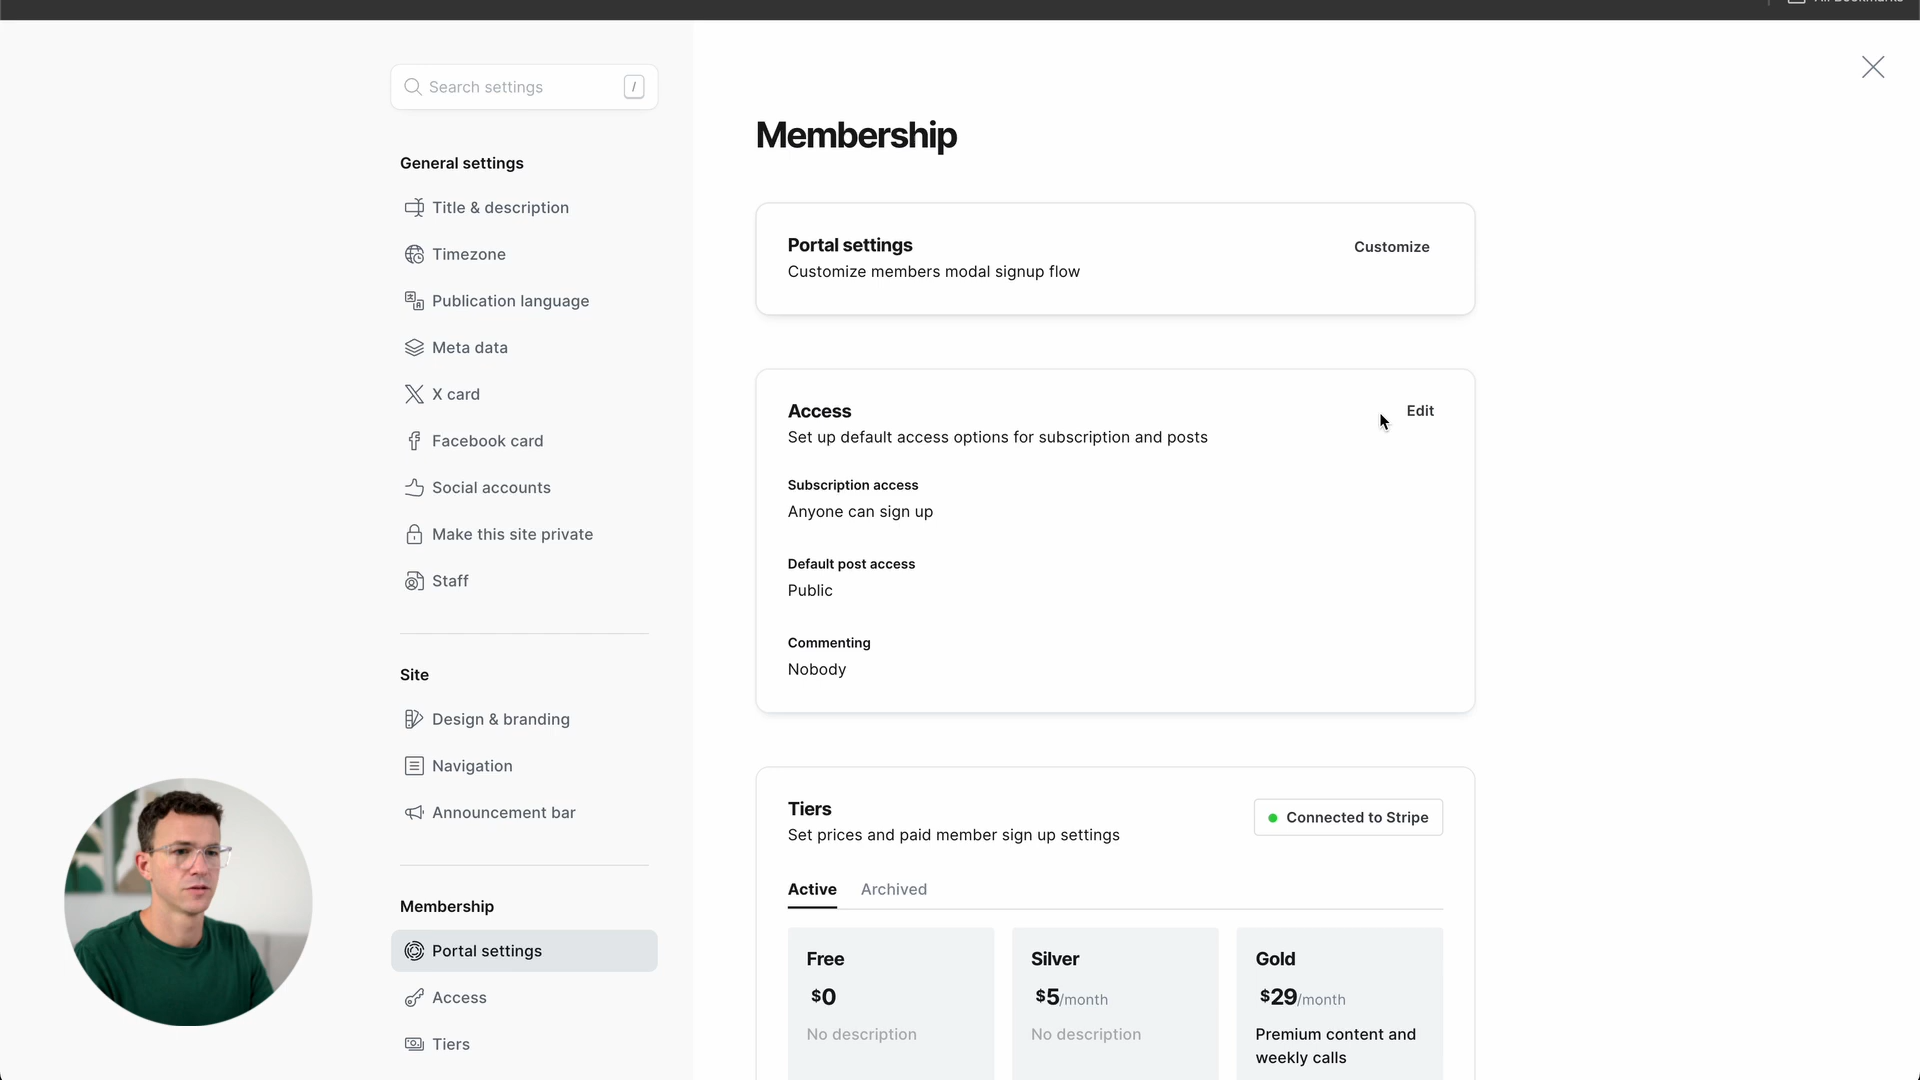 Search settings /
General settings
Title & description
Timezone
Publication language
Meta data
X card
Facebook card
Social accounts
Make this site private
Staff
Site
Design & branding
Navigation
Announcement bar
Membership
Portal settings
Access
Tiers
Membership
Portal settings
Customize
Customize members modal signup flow
Access
Edit
Set up default access options for subscription and posts
Subscription access
Anyone can sign up
Default post access
Public
Commenting
Nobody
Tiers
Connected to Stripe
Set prices and paid member sign up settings
Active Archived
Free
$0
No description
Silver
$5/month
No description
Gold
$29/month
Premium content and
weekly calls